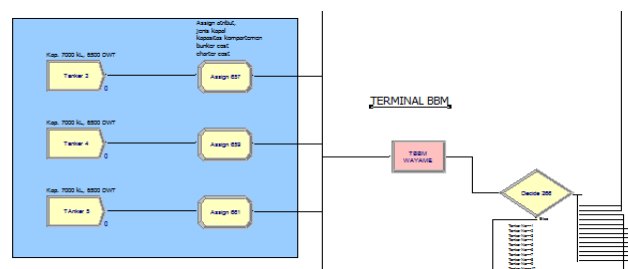 Assign atribut,
jenis kapal
kapasitas kompartemen
bunker cost
charter cost
Kap. 7000 kL, 6500 DWT
Tanker 3
0
Assign 657
TERMINAL BBM
Kap. 7000 kL, 6500 DWT
Tanker 4
0
Assign 659
TBBM
WAYAME
Kap. 7000 kL, 6500 DWT
TAnker 5
0
Assign 661
Decide 266
Else